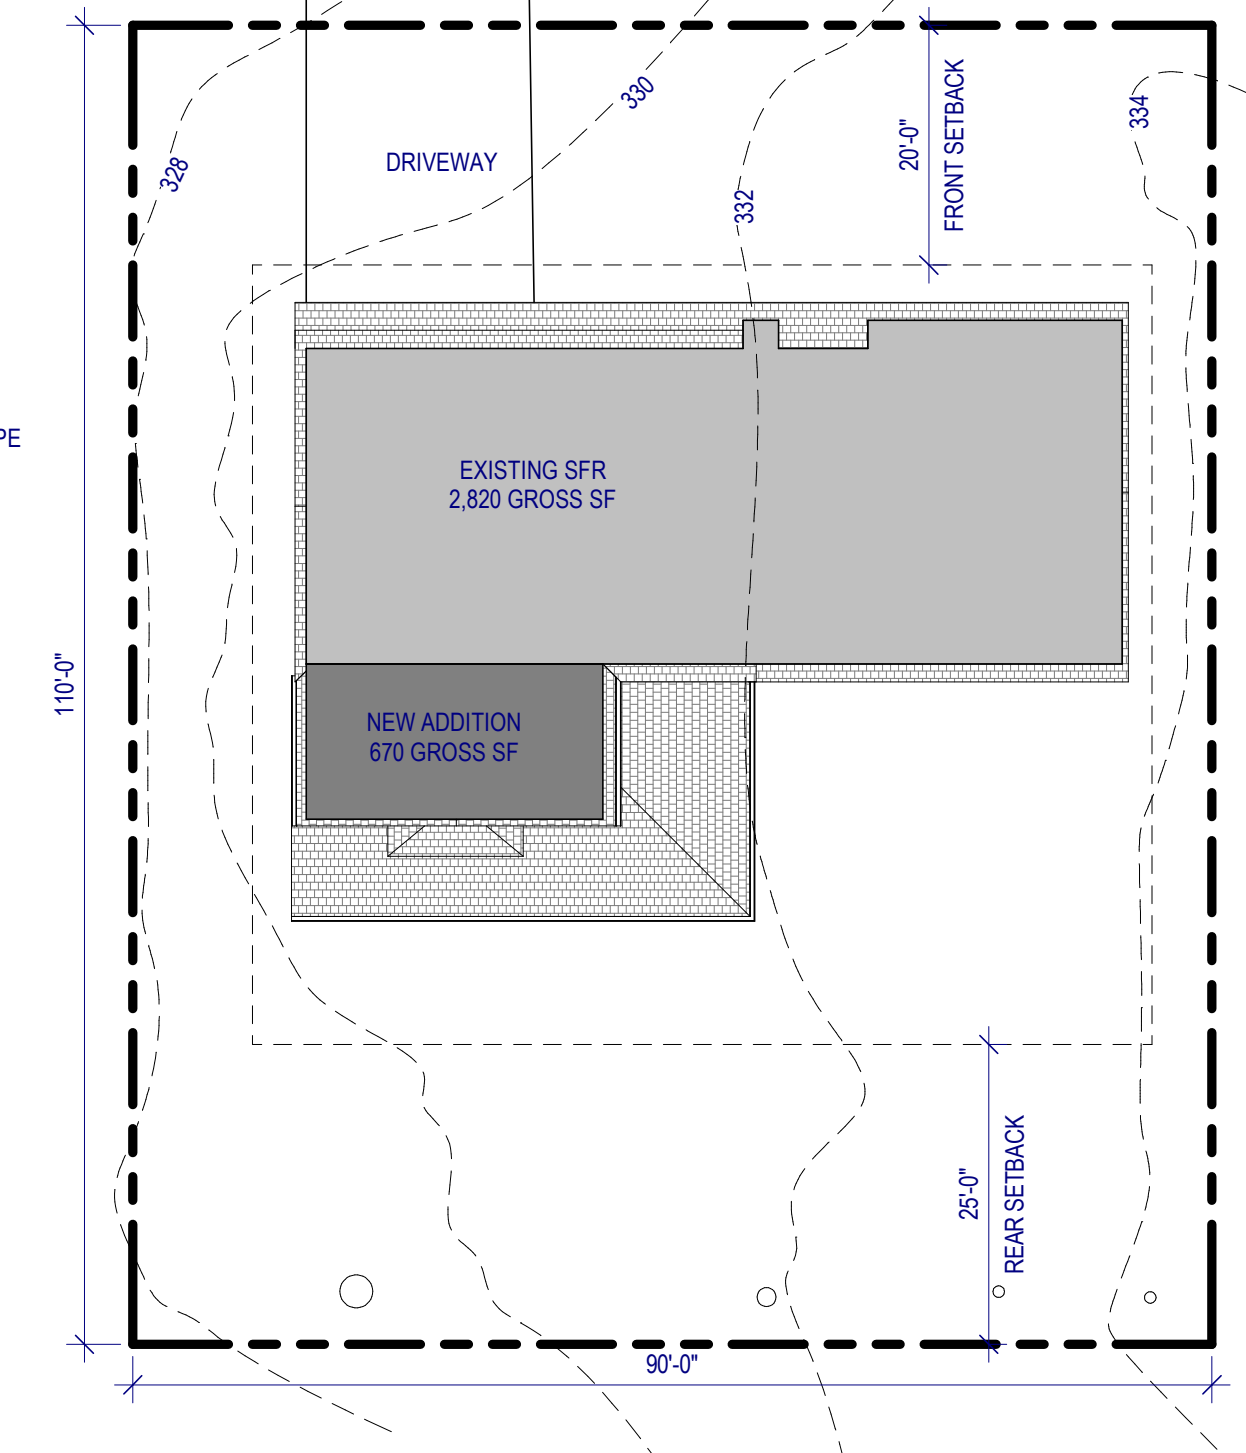 328
330
332
334
DRIVEWAY
20'-0"
FRONT SETBACK
PE
EXISTING SFR
2,820 GROSS SF
110'-0"
NEW ADDITION
670 GROSS SF
25'-0"
REAR SETBACK
90'-0"